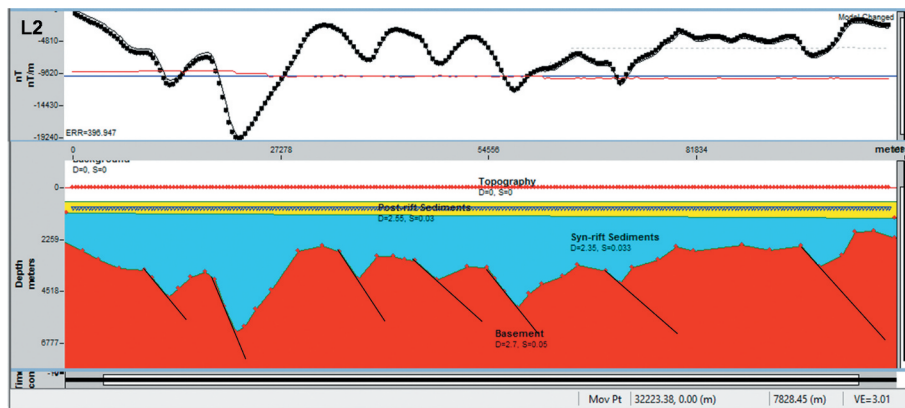 L2
Model Changed
nT
nT/m
-4810
-9620
-14430
-19240
ERR=396.947
0
27278
54556
81834
Background
D=0, S=0
Topography
D=0, S=0
Post-rift Sediments
D=2.55, S=0.03
Syn-rift Sediments
D=2.35, S=0.033
Depth
meters
0
2259
4518
6777
Basement
D=2.7, S=0.05
Mov Pt
32223.38, 0.00 (m)
7828.45 (m)
VE=3.01